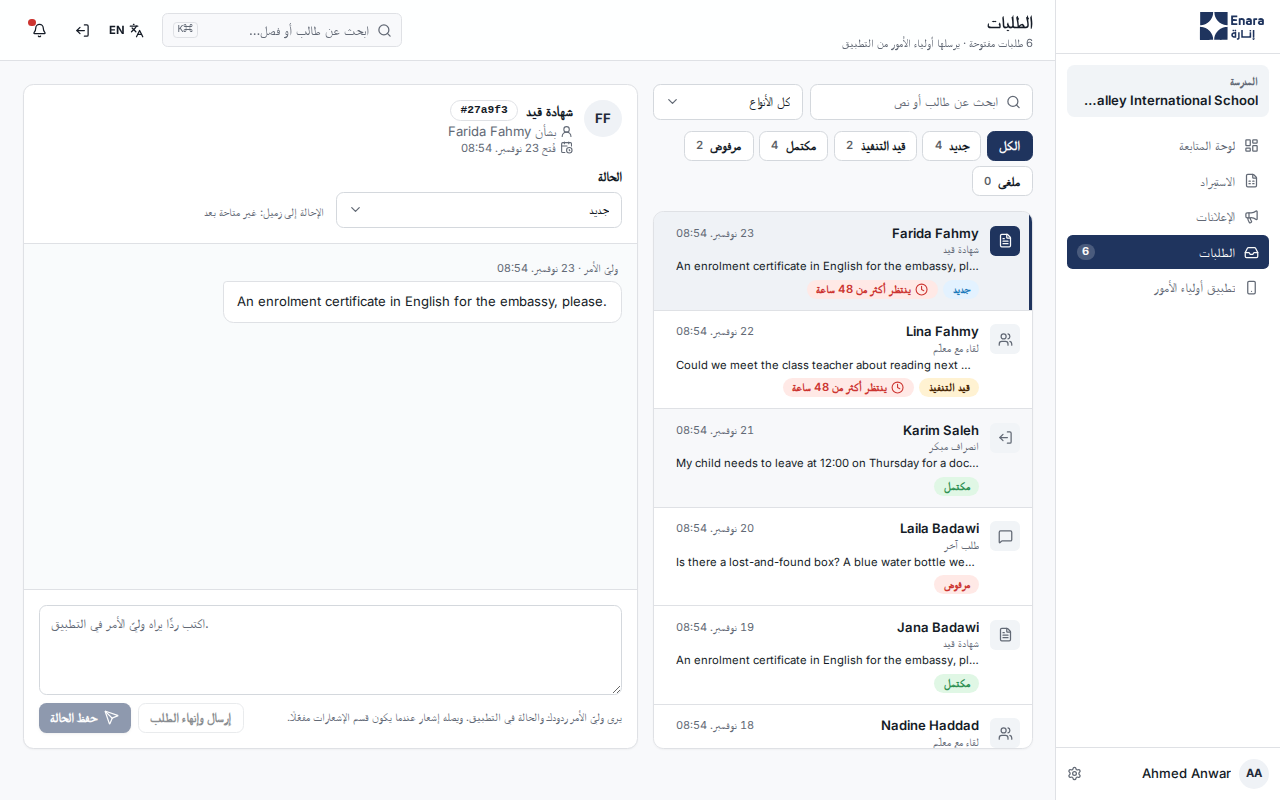 Enara
إنارة
المدرسة
...alley International School
لوحة المتابعة
الاستيراد
الإعلانات
الطلبات 6
تطبيق أولياء الأمور
AA Ahmed Anwar
الطلبات
6 طلبات مفتوحة · يرسلها أولياء الأمور من التطبيق
ابحث عن طالب أو فصل... ⌘K
EN
ابحث عن طالب أو نص
كل الأنواع
الكل
جديد 4
قيد التنفيذ 2
مكتمل 4
مرفوض 2
ملغى 0
Farida Fahmy 23 نوفمبر، 08:54
شهادة قيد
An enrolment certificate in English for the embassy, pl...
جديد ينتظر أكثر من 48 ساعة
Lina Fahmy 22 نوفمبر، 08:54
لقاء مع معلّم
Could we meet the class teacher about reading next ...
قيد التنفيذ ينتظر أكثر من 48 ساعة
Karim Saleh 21 نوفمبر، 08:54
انصراف مبكر
My child needs to leave at 12:00 on Thursday for a doc...
مكتمل
Laila Badawi 20 نوفمبر، 08:54
طلب آخر
Is there a lost-and-found box? A blue water bottle we...
مرفوض
Jana Badawi 19 نوفمبر، 08:54
شهادة قيد
An enrolment certificate in English for the embassy, pl...
مكتمل
Nadine Haddad 18 نوفمبر، 08:54
لقاء مع معلّم
FF
شهادة قيد #27a9f3
بشأن Farida Fahmy
فُتح 23 نوفمبر، 08:54
الحالة
جديد
الإحالة إلى زميل: غير متاحة بعد
وليّ الأمر · 23 نوفمبر، 08:54
An enrolment certificate in English for the embassy, please.
اكتب ردًا يراه وليّ الأمر في التطبيق.
يرى وليّ الأمر ردودك والحالة في التطبيق. ويصله إشعار عندما يكون قسم الإشعارات مفعّلًا.
إرسال وإنهاء الطلب
حفظ الحالة